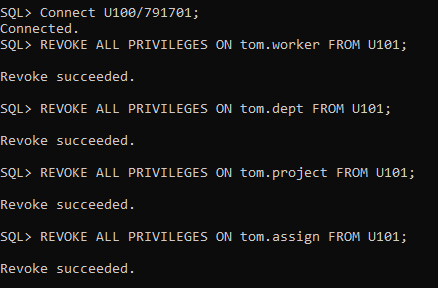 SQL> Connect U100/791701;
Connected.
SQL> REVOKE ALL PRIVILEGES ON tom.worker FROM U101;
Revoke succeeded.
SQL> REVOKE ALL PRIVILEGES ON tom.dept FROM U101;
Revoke succeeded.
SQL> REVOKE ALL PRIVILEGES ON tom.project FROM U101;
Revoke succeeded.
SQL> REVOKE ALL PRIVILEGES ON tom.assign FROM U101;
Revoke succeeded.